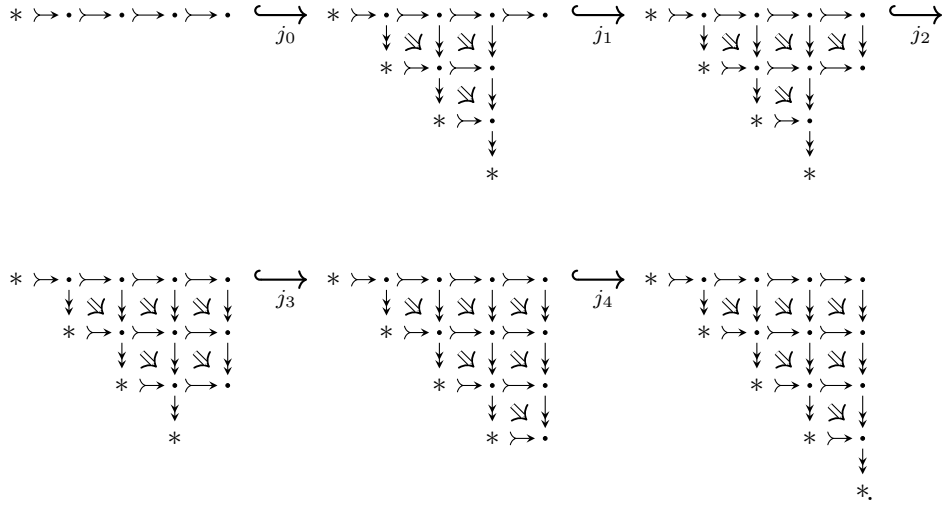 * ↣ • ↣ • ↣ • ↣ • ↪ * ↣ • ↣ • ↣ • ↣ • ↪ * ↣ • ↣ • ↣ • ↣ • ↪
j₀ j₁ j₂
* ↣ • ↣ • * ↣ • ↣ • ↣ •
* ↣ • * ↣ •
* *
* ↣ • ↣ • ↣ • ↣ • ↪ * ↣ • ↣ • ↣ • ↣ • ↪ * ↣ • ↣ • ↣ • ↣ •
j₃ j₄
* ↣ • ↣ • ↣ • * ↣ • ↣ • ↣ • * ↣ • ↣ • ↣ •
* ↣ • ↣ • * ↣ • ↣ • * ↣ • ↣ •
* * ↣ • * ↣ •
*.